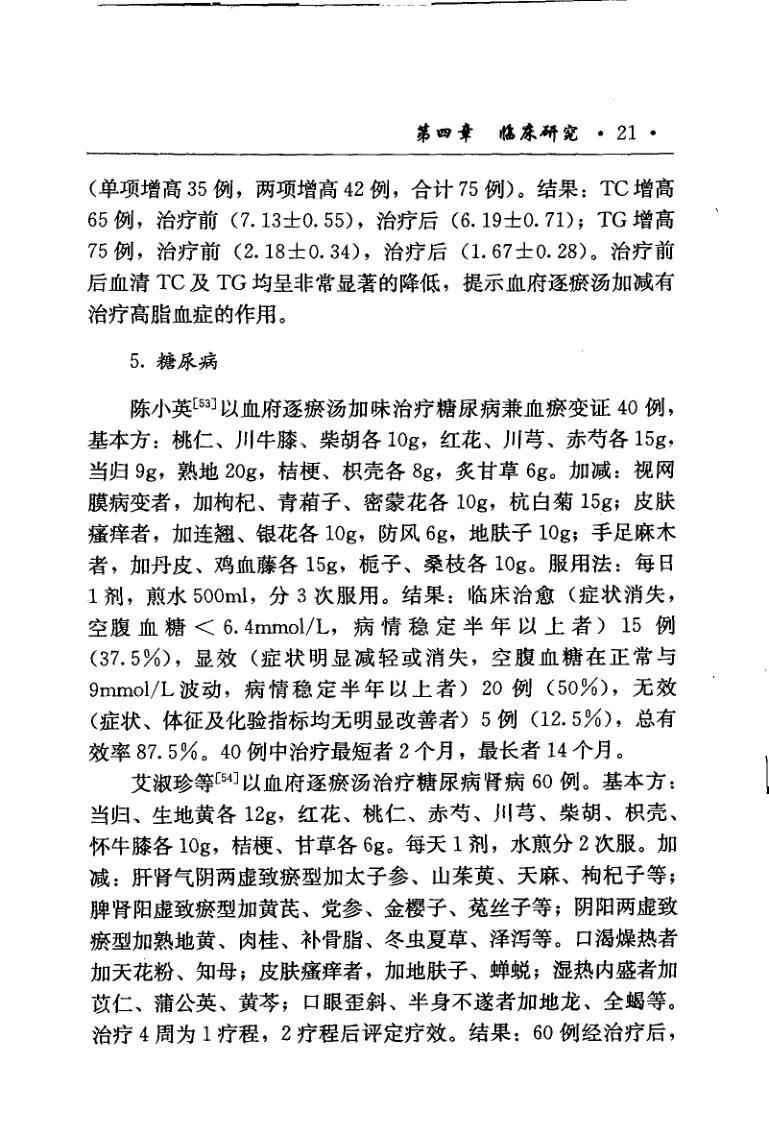 第四章 临床研究 · 21 ·
（单项增高 35 例，两项增高 42 例，合计 75 例）。结果：TC 增高
65 例，治疗前（7.13±0.55），治疗后（6.19±0.71）；TG 增高
75 例，治疗前（2.18±0.34），治疗后（1.67±0.28）。治疗前
后血清 TC 及 TG 均呈非常显著的降低，提示血府逐瘀汤加减有
治疗高脂血症的作用。
5. 糖尿病
陈小英[53]以血府逐瘀汤加味治疗糖尿病兼血瘀变证 40 例，
基本方：桃仁、川牛膝、柴胡各 10g，红花、川芎、赤芍各 15g，
当归 9g，熟地 20g，桔梗、枳壳各 8g，炙甘草 6g。加减：视网
膜病变者，加枸杞、青葙子、密蒙花各 10g，杭白菊 15g；皮肤
瘙痒者，加连翘、银花各 10g，防风 6g，地肤子 10g；手足麻木
者，加丹皮、鸡血藤各 15g，栀子、桑枝各 10g。服用法：每日
1 剂，煎水 500ml，分 3 次服用。结果：临床治愈（症状消失，
空腹血糖 < 6.4mmol/L，病情稳定半年以上者）15 例
（37.5%），显效（症状明显减轻或消失，空腹血糖在正常与
9mmol/L 波动，病情稳定半年以上者）20 例（50%），无效
（症状、体征及化验指标均无明显改善者）5 例（12.5%），总有
效率 87.5%。40 例中治疗最短者 2 个月，最长者 14 个月。
艾淑珍等[54]以血府逐瘀汤治疗糖尿病肾病 60 例。基本方：
当归、生地黄各 12g，红花、桃仁、赤芍、川芎、柴胡、枳壳、
怀牛膝各 10g，桔梗、甘草各 6g。每天 1 剂，水煎分 2 次服。加
减：肝肾气阴两虚致瘀型加太子参、山茱萸、天麻、枸杞子等；
脾肾阳虚致瘀型加黄芪、党参、金樱子、菟丝子等；阴阳两虚致
瘀型加熟地黄、肉桂、补骨脂、冬虫夏草、泽泻等。口渴燥热者
加天花粉、知母；皮肤瘙痒者，加地肤子、蝉蜕；湿热内盛者加
苡仁、蒲公英、黄芩；口眼歪斜、半身不遂者加地龙、全蝎等。
治疗 4 周为 1 疗程，2 疗程后评定疗效。结果：60 例经治疗后，